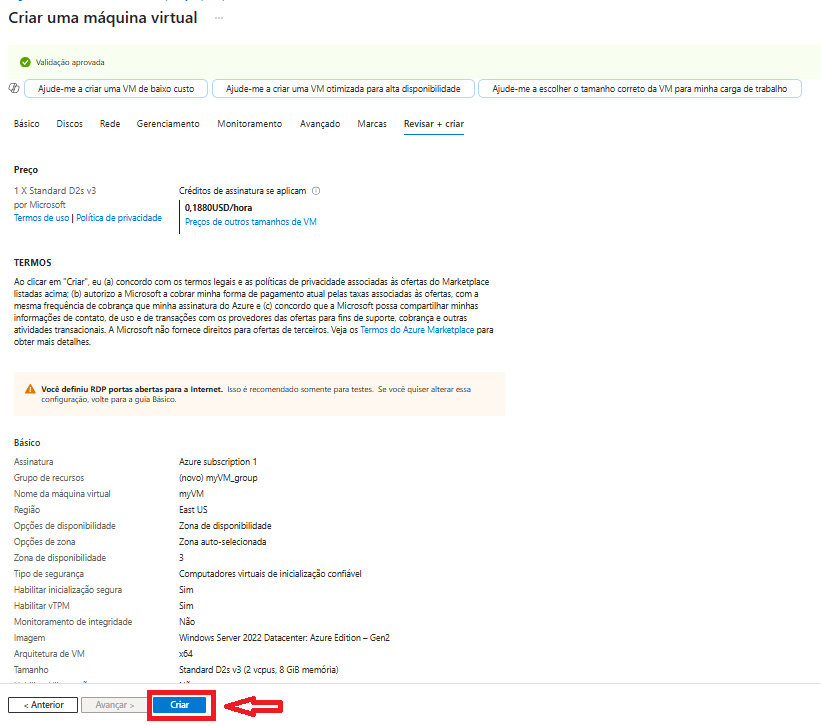 Criar uma máquina virtual ...
Validação aprovada
Ajude-me a criar uma VM de baixo custo
Ajude-me a criar uma VM otimizada para alta disponibilidade
Ajude-me a escolher o tamanho correto da VM para minha carga de trabalho
Básico Discos Rede Gerenciamento Monitoramento Avançado Marcas Revisar + criar
Preço
1 X Standard D2s v3
por Microsoft
Termos de uso | Política de privacidade
Créditos de assinatura se aplicam
0,1880USD/hora
Preços de outros tamanhos de VM
TERMOS
Ao clicar em "Criar", eu (a) concordo com os termos legais e as políticas de privacidade associadas às ofertas do Marketplace
listadas acima; (b) autorizo a Microsoft a cobrar minha forma de pagamento atual pelas taxas associadas às ofertas, com a
mesma frequência de cobrança que minha assinatura do Azure e (c) concordo que a Microsoft possa compartilhar minhas
informações de contato, de uso e de transações com os provedores das ofertas para fins de suporte, cobrança e outras
atividades transacionais. A Microsoft não fornece direitos para ofertas de terceiros. Veja os Termos do Azure Marketplace para
obter mais detalhes.
Você definiu RDP portas abertas para a Internet. Isso é recomendado somente para testes. Se você quiser alterar essa
configuração, volte para a guia Básico.
Básico
Assinatura Azure subscription 1
Grupo de recursos (novo) myVM_group
Nome da máquina virtual myVM
Região East US
Opções de disponibilidade Zona de disponibilidade
Opções de zona Zona auto-selecionada
Zona de disponibilidade 3
Tipo de segurança Computadores virtuais de inicialização confiável
Habilitar inicialização segura Sim
Habilitar vTPM Sim
Monitoramento de integridade Não
Imagem Windows Server 2022 Datacenter: Azure Edition – Gen2
Arquitetura de VM x64
Tamanho Standard D2s v3 (2 vcpus, 8 GiB memória)
< Anterior Avançar > Criar